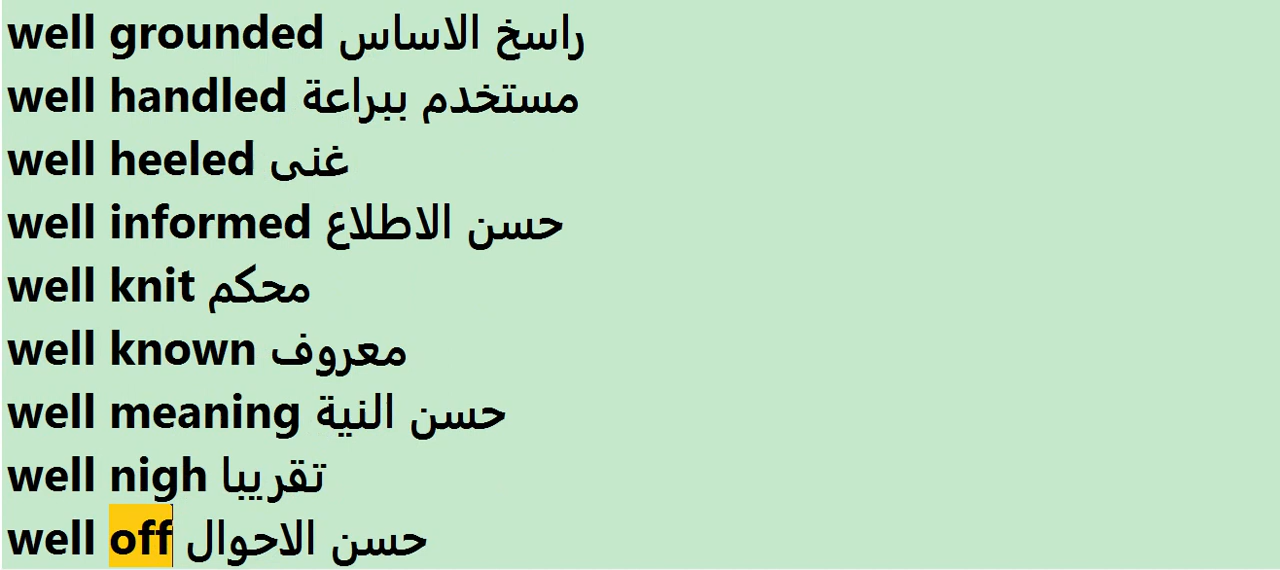 well grounded راسخ الاساس
well handled مستخدم ببراعة
well heeled غنى
well informed حسن الاطلاع
well knit محكم
well known معروف
well meaning حسن النية
well nigh تقريبا
well off حسن الاحوال